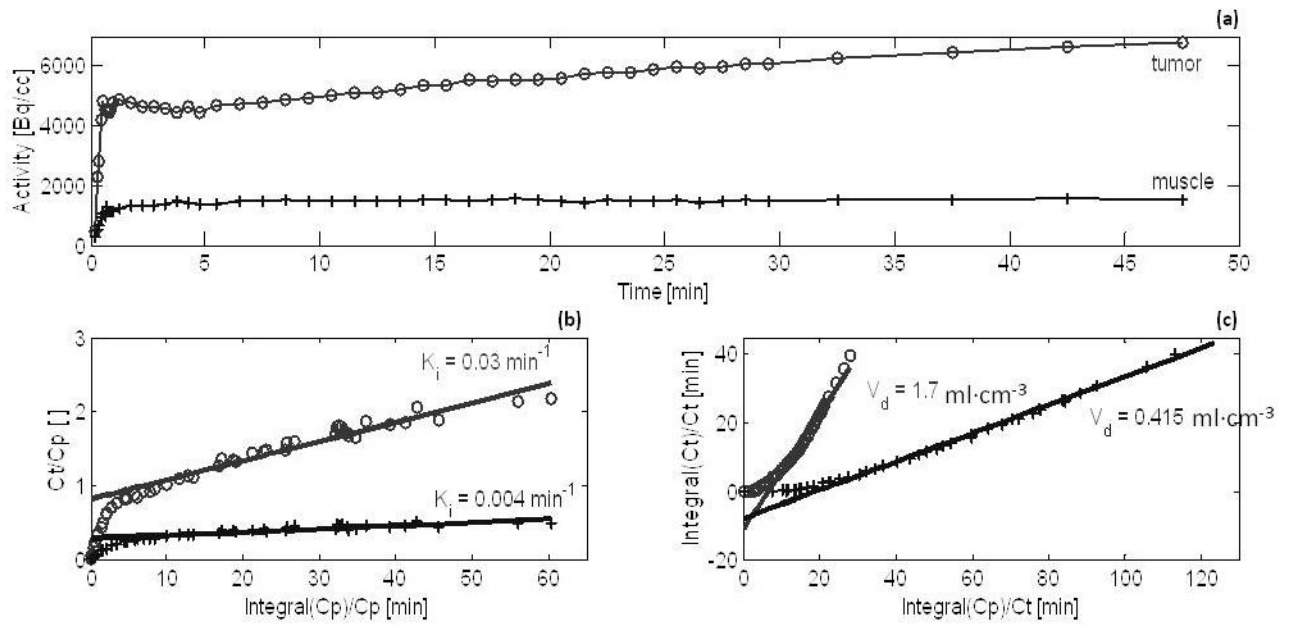 (a)
6000
4000
2000
0
Activity [Bq/cc]
tumor
muscle
0 5 10 15 20 25 30 35 40 45 50
Time [min]
(b)
3
2
1
0
Ct/Cp [ ]
K_i = 0.03 min^-1
K_i = 0.004 min^-1
0 10 20 30 40 50 60
Integral(Cp)/Cp [min]
(c)
40
20
0
-20
Integral(Ct)/Ct [min]
V_d = 1.7 ml·cm^-3
V_d = 0.415 ml·cm^-3
0 20 40 60 80 100 120
Integral(Cp)/Ct [min]